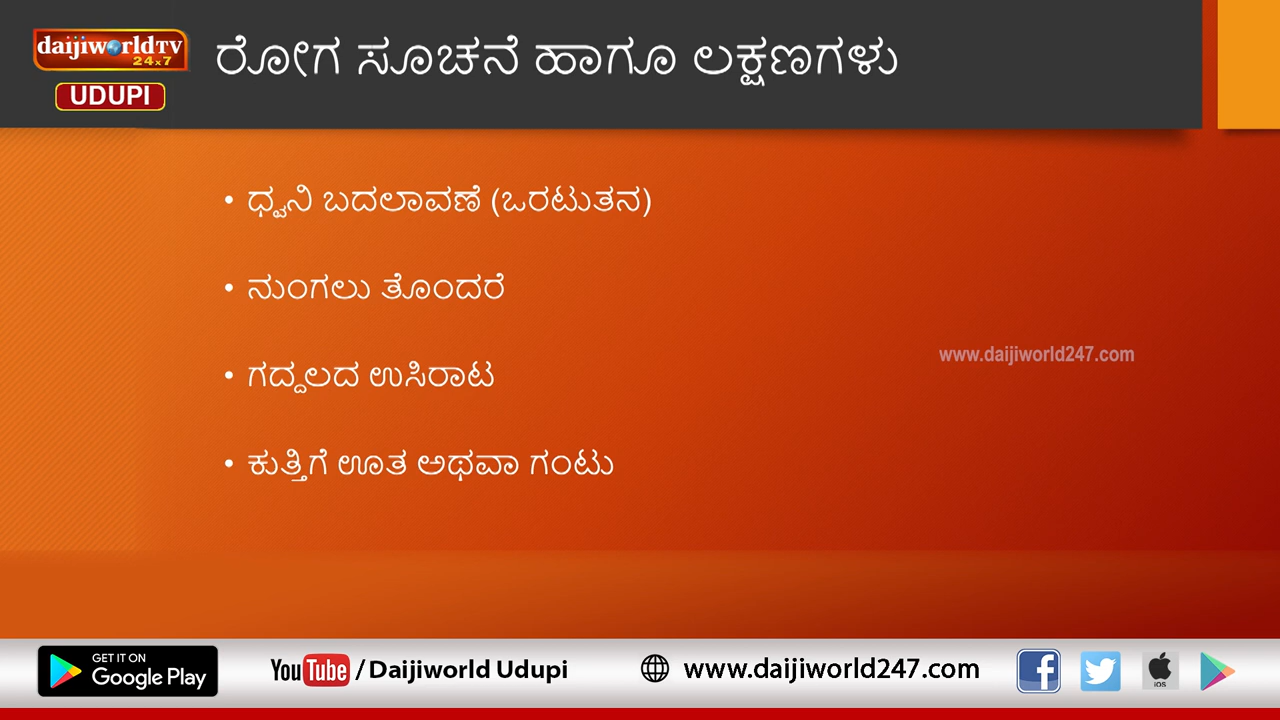 daijiworldTV
24x7
UDUPI
ರೋಗ ಸೂಚನೆ ಹಾಗೂ ಲಕ್ಷಣಗಳು
• ಧ್ವನಿ ಬದಲಾವಣೆ (ಒರಟುತನ)
• ನುಂಗಲು ತೊಂದರೆ
• ಗದ್ದಲದ ಉಸಿರಾಟ
• ಕುತ್ತಿಗೆ ಊತ ಅಥವಾ ಗಂಟು
www.daijiworld247.com
GET IT ON
Google Play
YouTube / Daijiworld Udupi
www.daijiworld247.com
iOS